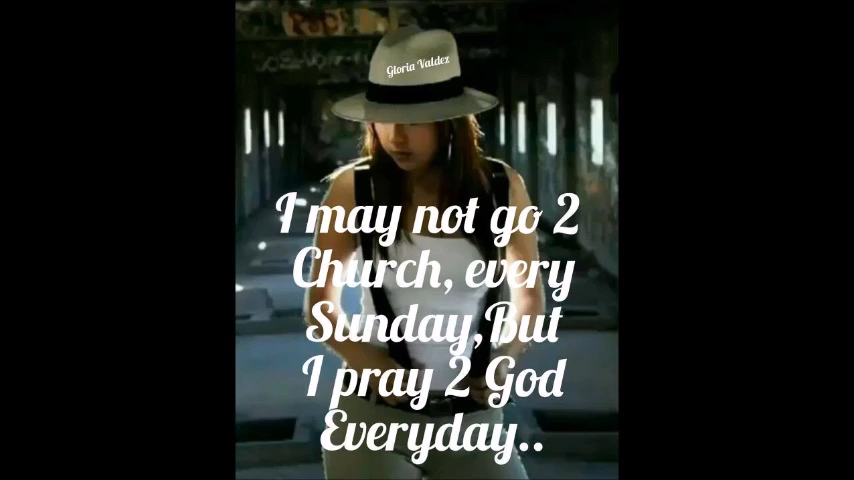 Gloria Valdez
I may not go 2
Church, every
Sunday,But
I pray 2 God
Everyday..